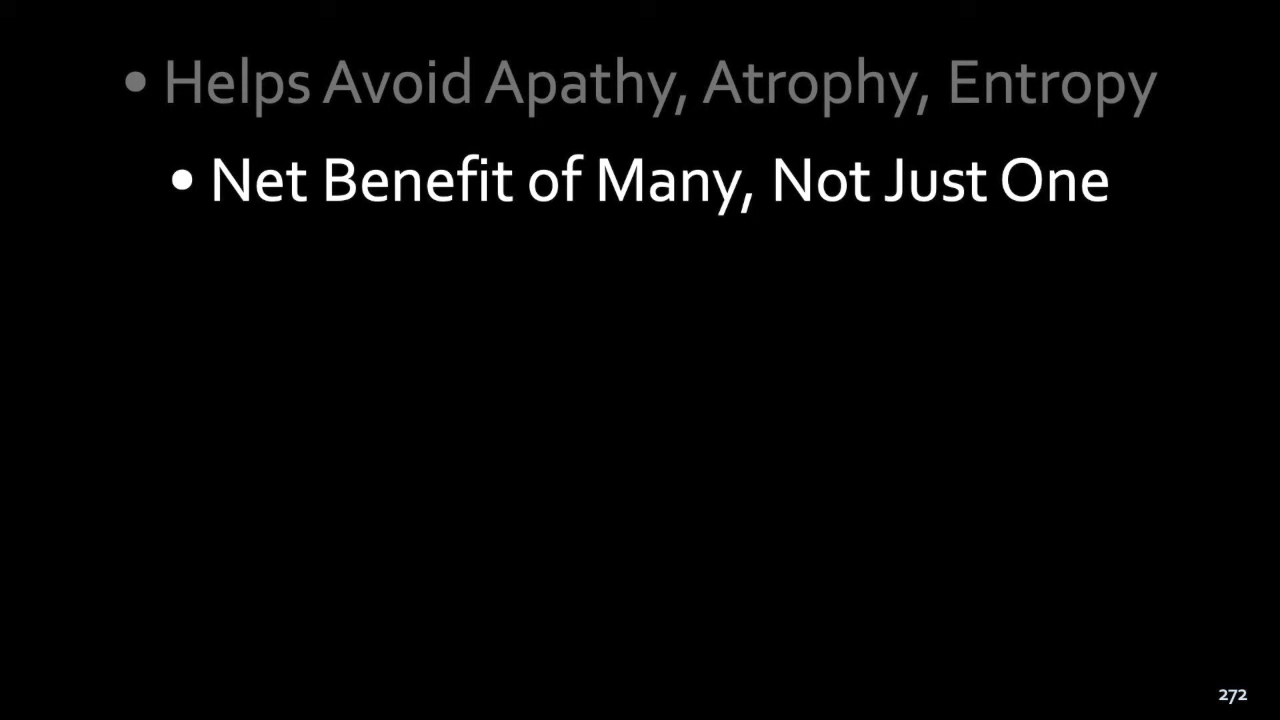 • Helps Avoid Apathy, Atrophy, Entropy
• Net Benefit of Many, Not Just One
272